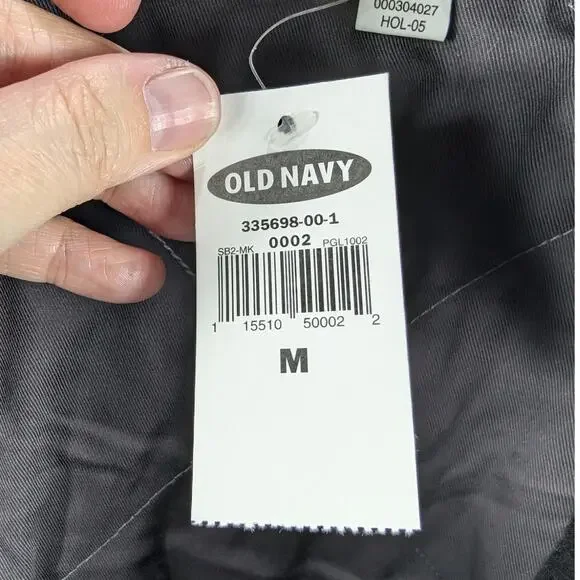 000304027
HOL-05
OLD NAVY
335698-00-1
SB2-MK 0002 PGL1002
1 15510 50002 2
M